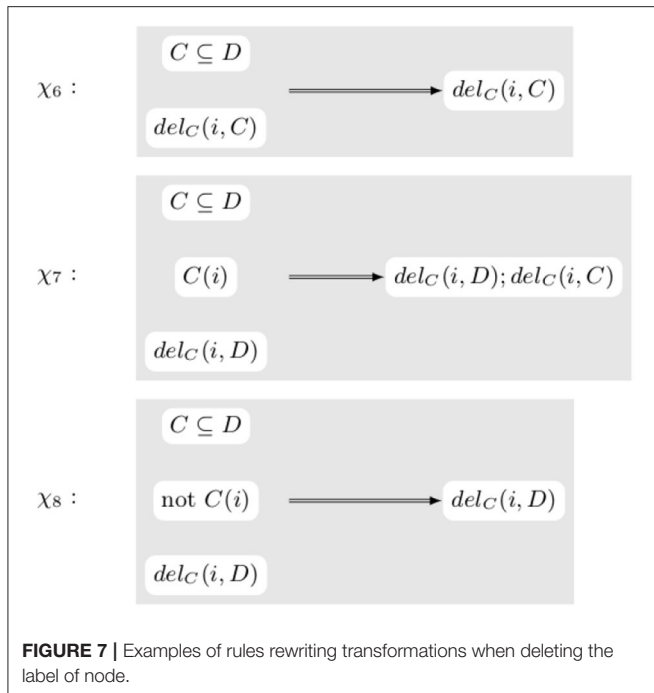 C ⊆ D
χ₆ : ⟹ del_C(i, C)
del_C(i, C)
C ⊆ D
χ₇ : C(i) ⟹ del_C(i, D); del_C(i, C)
del_C(i, D)
C ⊆ D
χ₈ : not C(i) ⟹ del_C(i, D)
del_C(i, D)
FIGURE 7 | Examples of rules rewriting transformations when deleting the
label of node.